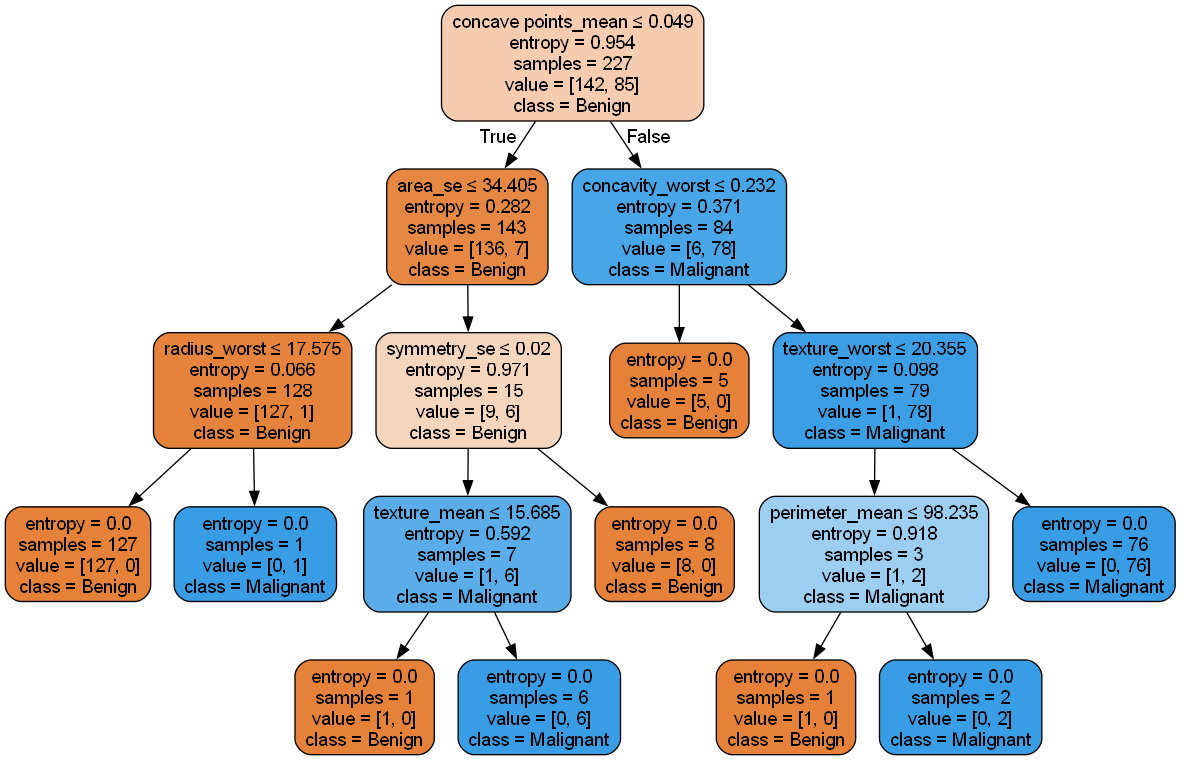 concave points_mean ≤ 0.049
entropy = 0.954
samples = 227
value = [142, 85]
class = Benign
True
False
area_se ≤ 34.405
entropy = 0.282
samples = 143
value = [136, 7]
class = Benign
concavity_worst ≤ 0.232
entropy = 0.371
samples = 84
value = [6, 78]
class = Malignant
radius_worst ≤ 17.575
entropy = 0.066
samples = 128
value = [127, 1]
class = Benign
symmetry_se ≤ 0.02
entropy = 0.971
samples = 15
value = [9, 6]
class = Benign
entropy = 0.0
samples = 5
value = [5, 0]
class = Benign
texture_worst ≤ 20.355
entropy = 0.098
samples = 79
value = [1, 78]
class = Malignant
entropy = 0.0
samples = 127
value = [127, 0]
class = Benign
entropy = 0.0
samples = 1
value = [0, 1]
class = Malignant
texture_mean ≤ 15.685
entropy = 0.592
samples = 7
value = [1, 6]
class = Malignant
entropy = 0.0
samples = 8
value = [8, 0]
class = Benign
perimeter_mean ≤ 98.235
entropy = 0.918
samples = 3
value = [1, 2]
class = Malignant
entropy = 0.0
samples = 76
value = [0, 76]
class = Malignant
entropy = 0.0
samples = 1
value = [1, 0]
class = Benign
entropy = 0.0
samples = 6
value = [0, 6]
class = Malignant
entropy = 0.0
samples = 1
value = [1, 0]
class = Benign
entropy = 0.0
samples = 2
value = [0, 2]
class = Malignant